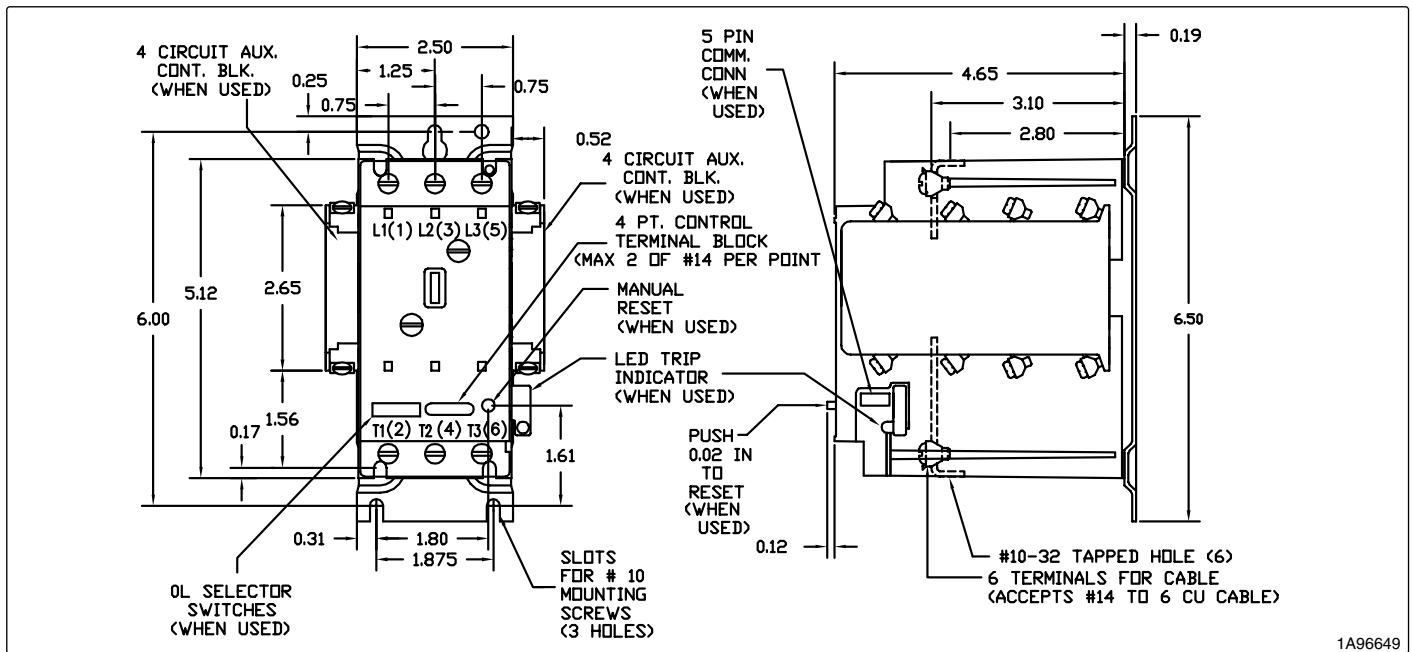 4 CIRCUIT AUX.
CONT. BLK.
(WHEN USED)
0.25
0.75
2.50
1.25
0.75
0.52
4 CIRCUIT AUX.
CONT. BLK.
(WHEN USED)
4 PT. CONTROL
TERMINAL BLOCK
(MAX 2 OF #14 PER POINT
MANUAL
RESET
(WHEN USED)
LED TRIP
INDICATOR
(WHEN USED)
L1(1) L2(3) L3(5)
6.00
5.12
2.65
1.56
0.17
T1(2) T2(4) T3(6)
1.61
0.31
1.80
1.875
OL SELECTOR
SWITCHES
(WHEN USED)
SLOTS
FOR # 10
MOUNTING
SCREWS
(3 HOLES)
5 PIN
COMM.
CONN
(WHEN
USED)
0.19
4.65
3.10
2.80
6.50
PUSH
0.02 IN
TO
RESET
(WHEN
USED)
0.12
#10-32 TAPPED HOLE (6)
6 TERMINALS FOR CABLE
(ACCEPTS #14 TO 6 CU CABLE)
1A96649